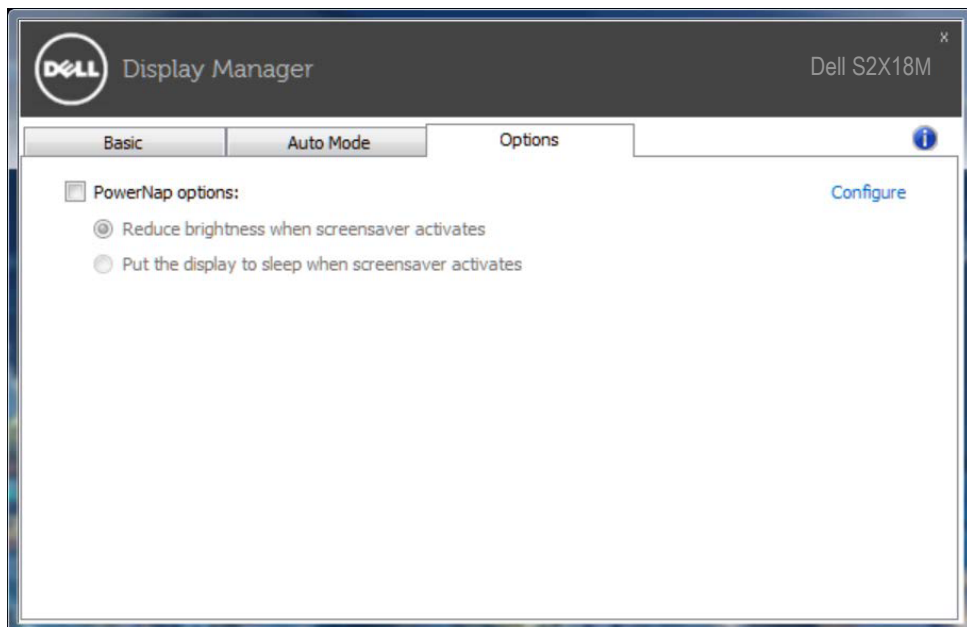 DELL Display Manager
x
Dell S2X18M
Basic Auto Mode Options i
PowerNap options: Configure
Reduce brightness when screensaver activates
Put the display to sleep when screensaver activates